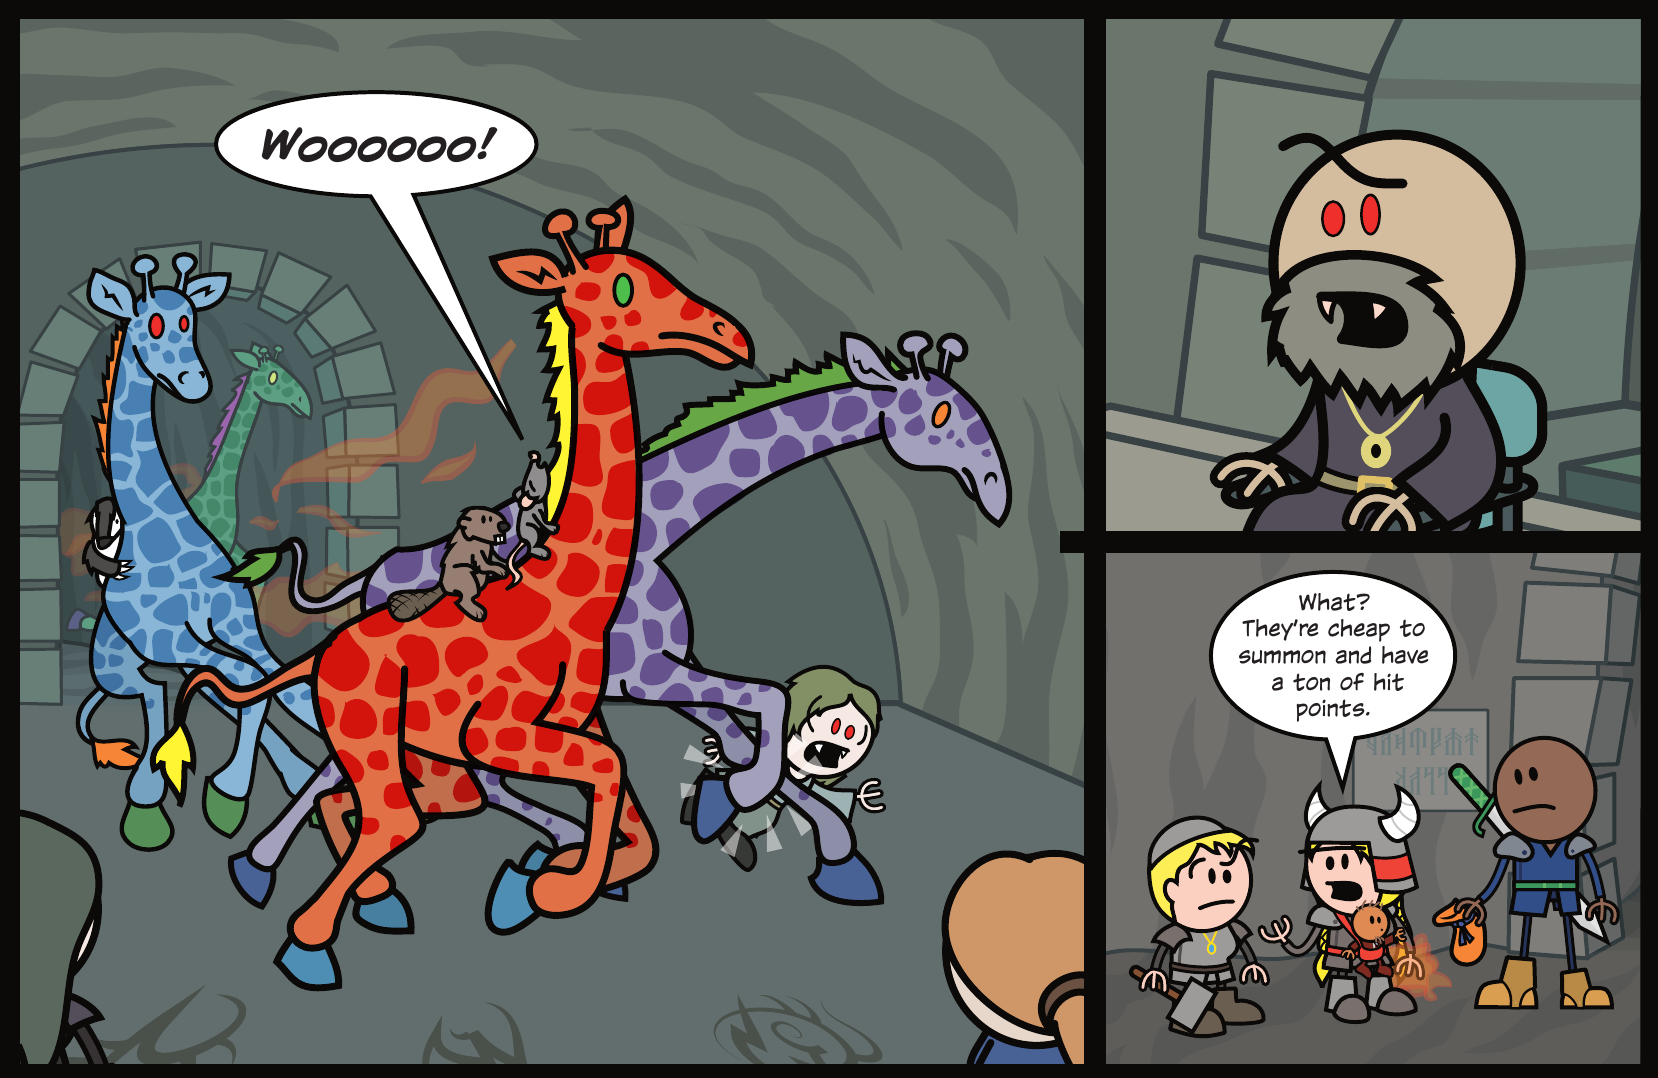 Woooooo!
What?
They're cheap to
summon and have
a ton of hit
points.